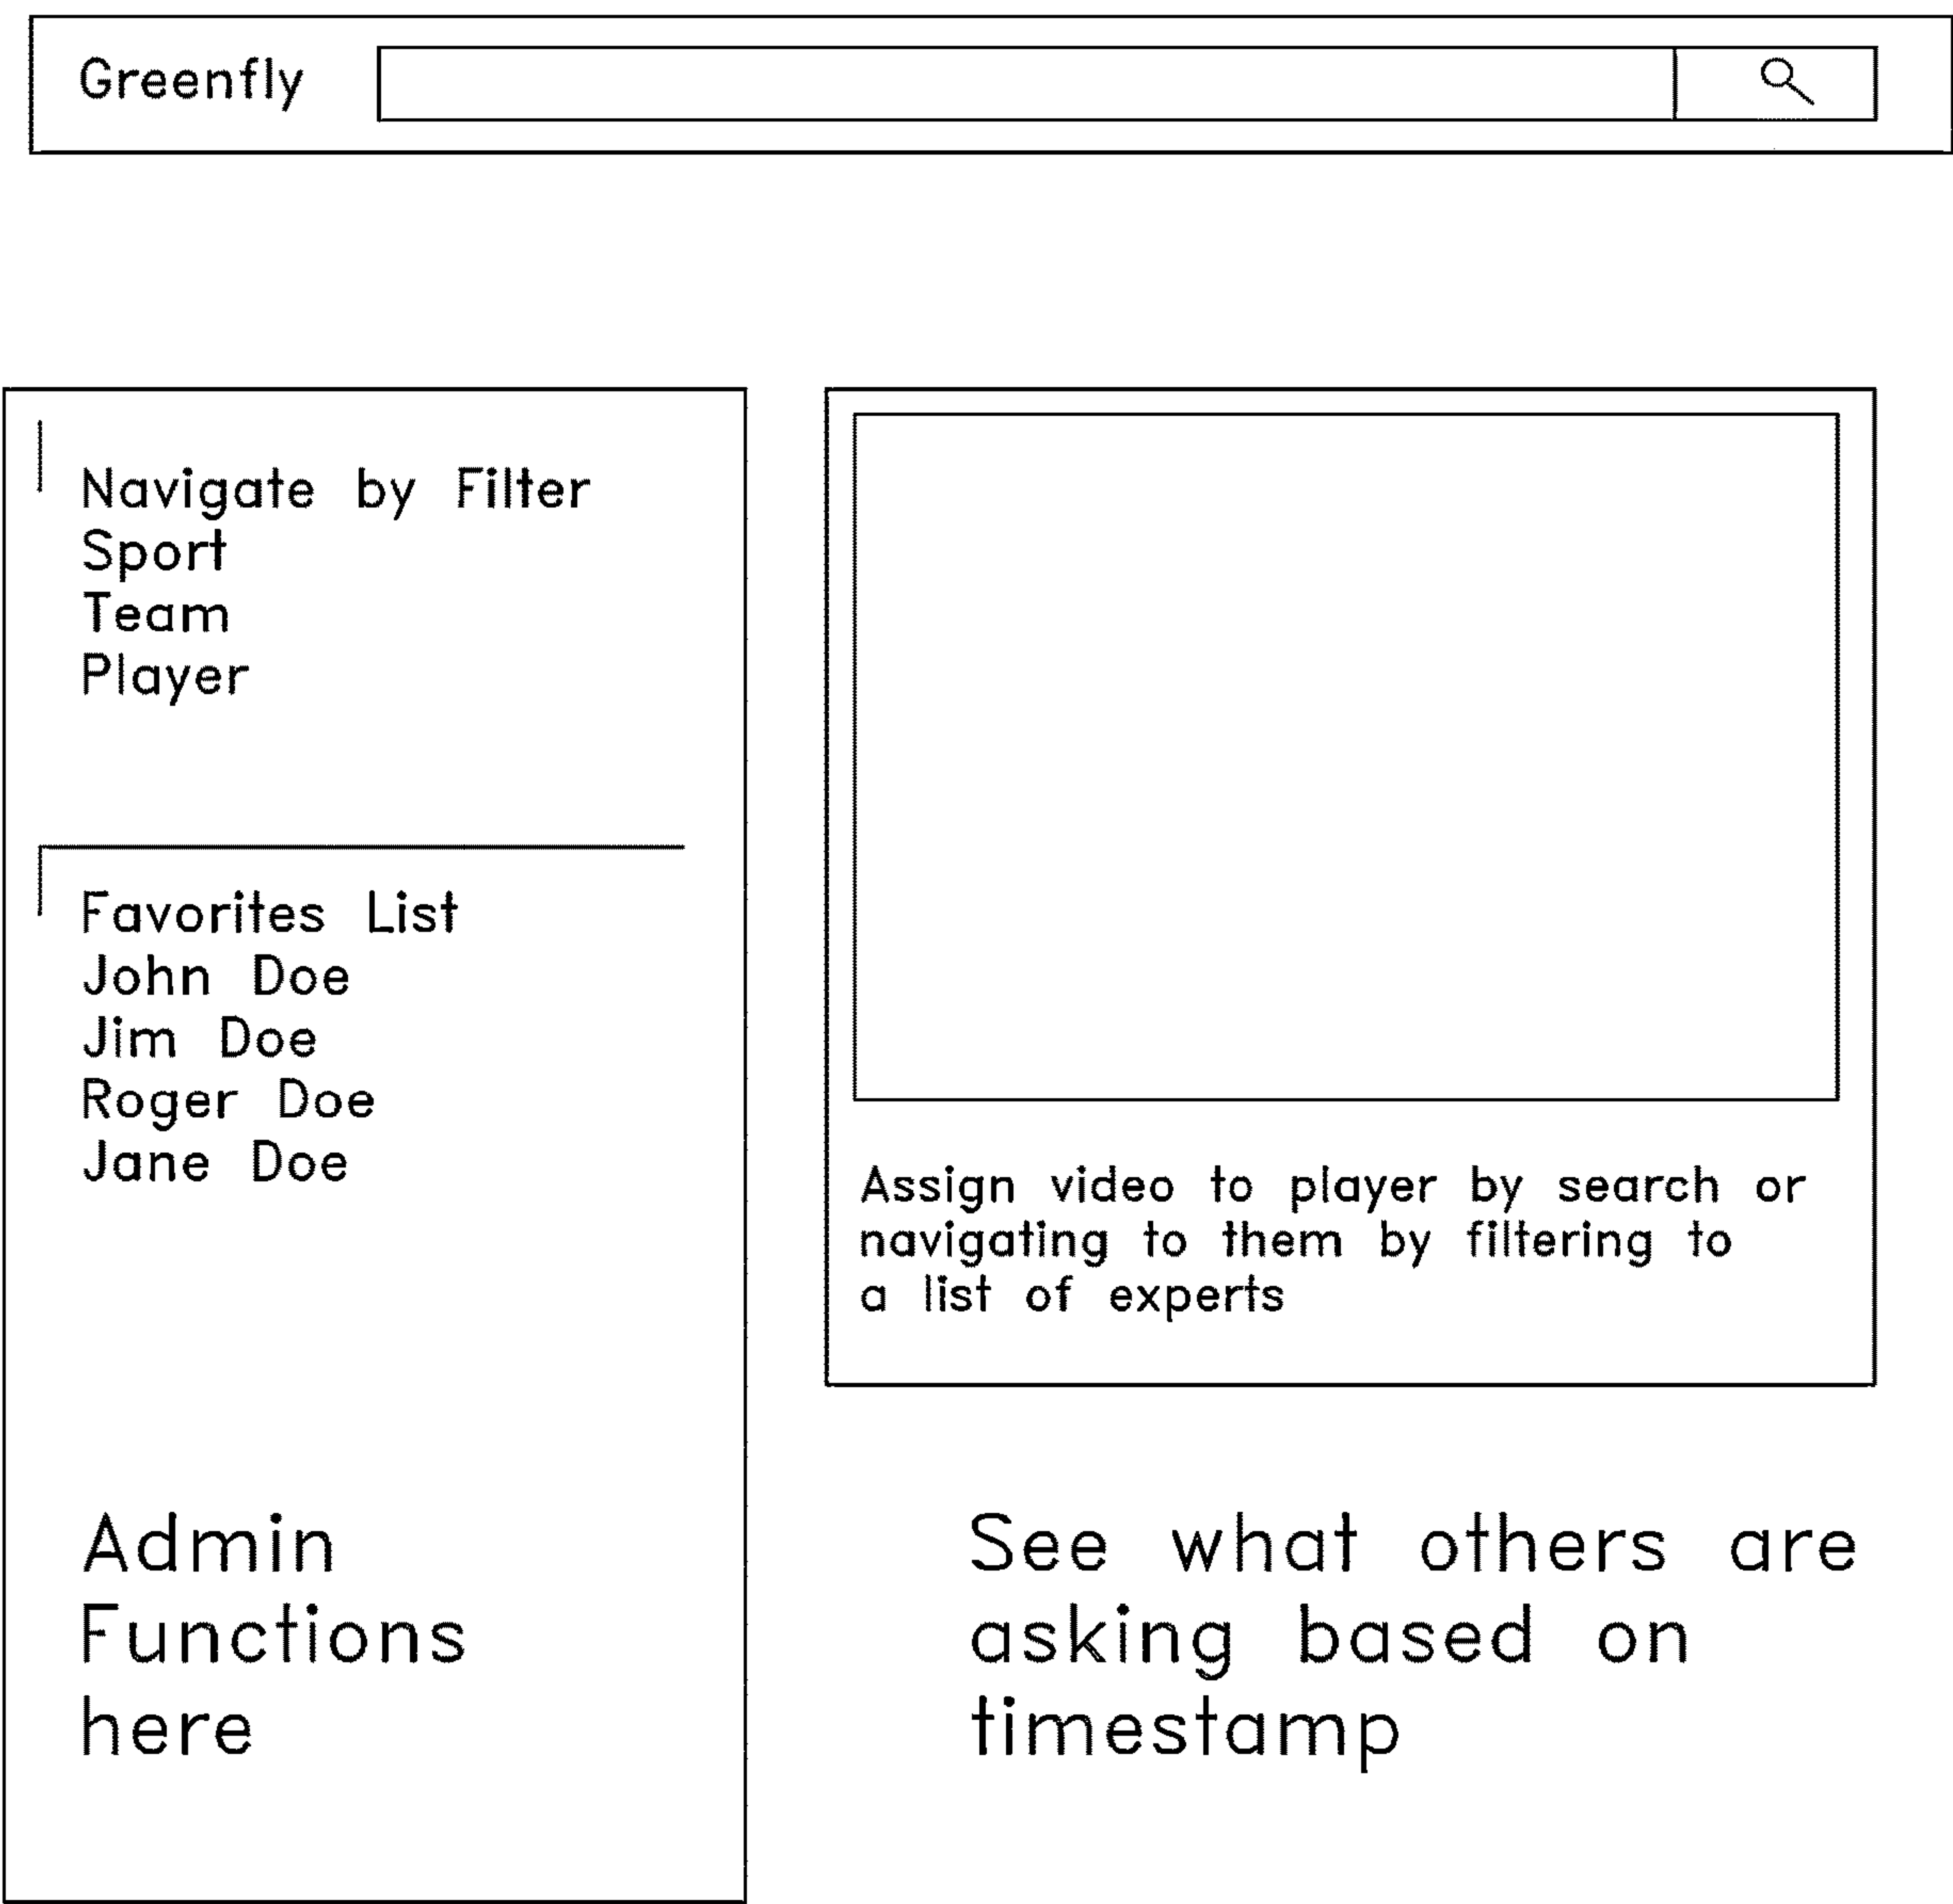 Greenfly
Navigate by Filter
Sport
Team
Player
Favorites List
John Doe
Jim Doe
Roger Doe
Jane Doe
Admin
Functions
here
Assign video to player by search or
navigating to them by filtering to
a list of experts
See what others are
asking based on
timestamp